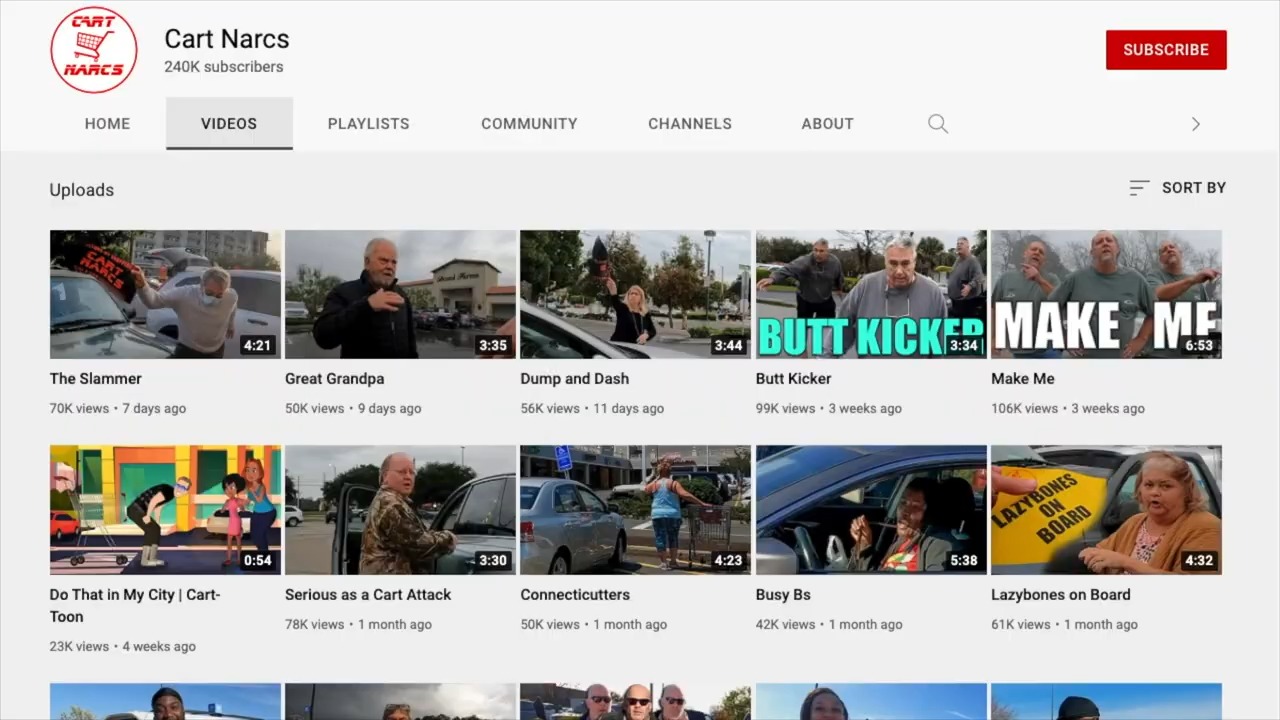 CART
NARCS
Cart Narcs
240K subscribers
SUBSCRIBE
HOME
VIDEOS
PLAYLISTS
COMMUNITY
CHANNELS
ABOUT
Uploads
SORT BY
CART
NARCS
4:21
3:35
3:44
BUTT KICKER
3:34
MAKE ME
6:53
The Slammer
Great Grandpa
Dump and Dash
Butt Kicker
Make Me
70K views • 7 days ago
50K views • 9 days ago
56K views • 11 days ago
99K views • 3 weeks ago
106K views • 3 weeks ago
0:54
3:30
4:23
5:38
LAZYBONES
ON
BOARD
4:32
Do That in My City | Cart-
Toon
Serious as a Cart Attack
Connecticutters
Busy Bs
Lazybones on Board
23K views • 4 weeks ago
78K views • 1 month ago
50K views • 1 month ago
42K views • 1 month ago
61K views • 1 month ago